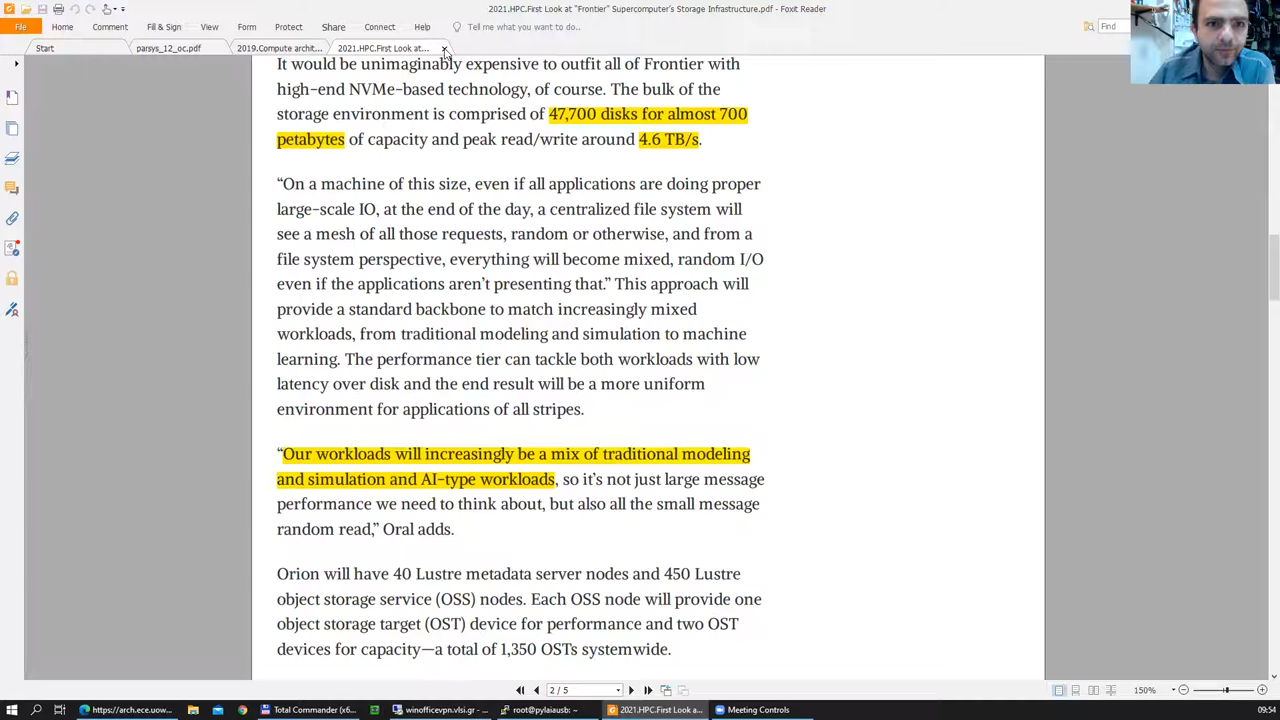 2021.HPC.First Look at "Frontier" Supercomputer's Storage Infrastructure.pdf - Foxit Reader
File Home Comment Fill & Sign View Form Protect Share Connect Help Tell me what you want to do... Find
Start parsys_12_oc.pdf 2019.Compute archit... 2021.HPC.First Look at...
It would be unimaginably expensive to outfit all of Frontier with
high-end NVMe-based technology, of course. The bulk of the
storage environment is comprised of 47,700 disks for almost 700
petabytes of capacity and peak read/write around 4.6 TB/s.
“On a machine of this size, even if all applications are doing proper
large-scale IO, at the end of the day, a centralized file system will
see a mesh of all those requests, random or otherwise, and from a
file system perspective, everything will become mixed, random I/O
even if the applications aren’t presenting that.” This approach will
provide a standard backbone to match increasingly mixed
workloads, from traditional modeling and simulation to machine
learning. The performance tier can tackle both workloads with low
latency over disk and the end result will be a more uniform
environment for applications of all stripes.
“Our workloads will increasingly be a mix of traditional modeling
and simulation and AI-type workloads, so it’s not just large message
performance we need to think about, but also all the small message
random read,” Oral adds.
Orion will have 40 Lustre metadata server nodes and 450 Lustre
object storage service (OSS) nodes. Each OSS node will provide one
object storage target (OST) device for performance and two OST
devices for capacity—a total of 1,350 OSTs systemwide.
2 / 5 150%
https://arch.ece.uow... Total Commander (x6... winofficevpn.vlsi.gr - ... root@pylaiausb: ~ 2021.HPC.First Look a... Meeting Controls 09:54